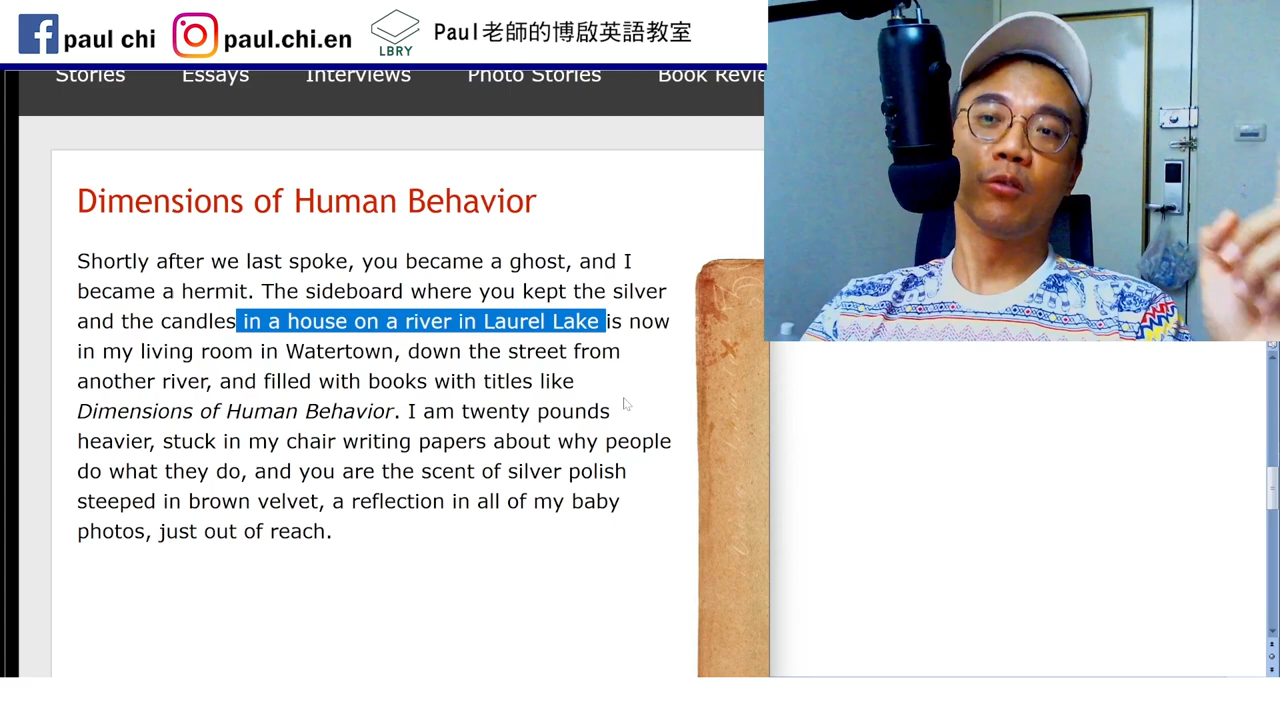 paul chi
paul.chi.en
LBRY
Paul老師的博啟英語教室
Stories Essays Interviews Photo Stories Book Revie
Dimensions of Human Behavior
Shortly after we last spoke, you became a ghost, and I
became a hermit. The sideboard where you kept the silver
and the candles in a house on a river in Laurel Lake is now
in my living room in Watertown, down the street from
another river, and filled with books with titles like
Dimensions of Human Behavior. I am twenty pounds
heavier, stuck in my chair writing papers about why people
do what they do, and you are the scent of silver polish
steeped in brown velvet, a reflection in all of my baby
photos, just out of reach.